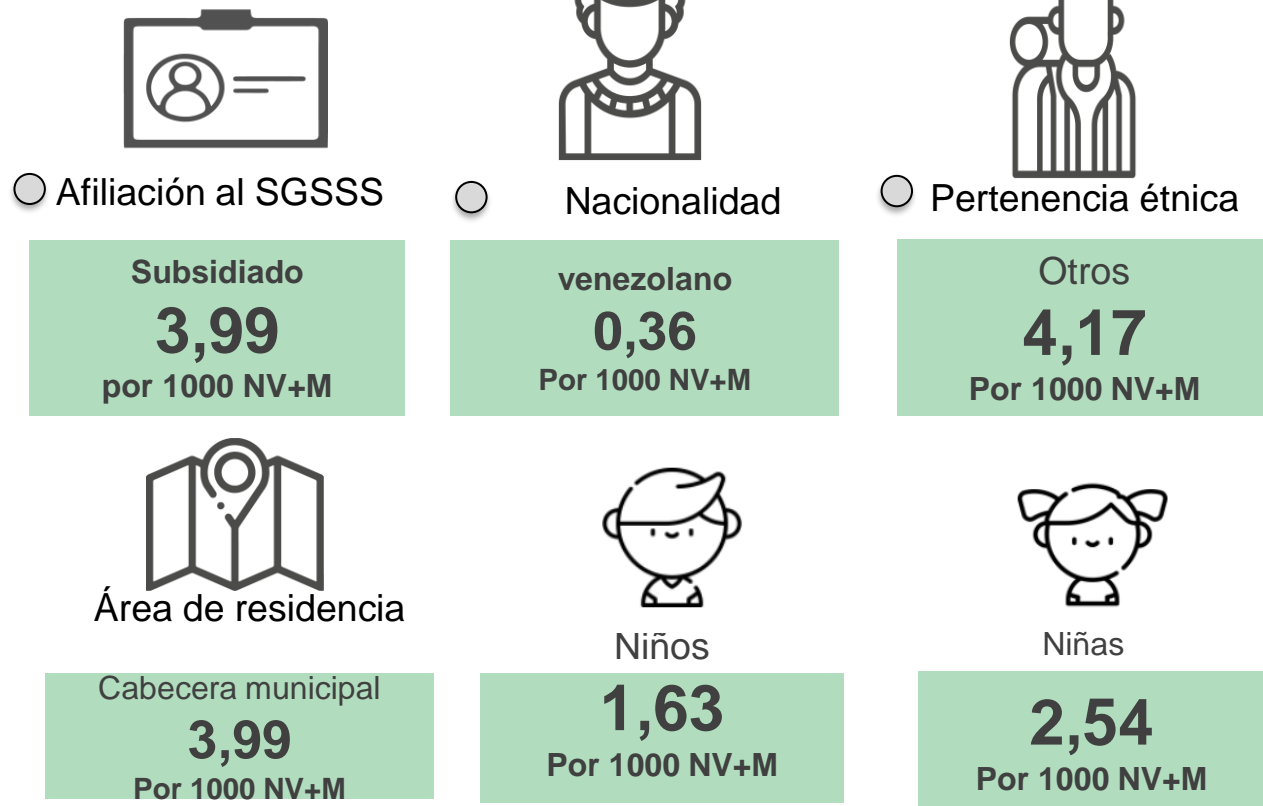 Afiliación al SGSSS
Subsidiado
3,99
por 1000 NV+M
Nacionalidad
venezolano
0,36
Por 1000 NV+M
Pertenencia étnica
Otros
4,17
Por 1000 NV+M
Área de residencia
Cabecera municipal
3,99
Por 1000 NV+M
Niños
1,63
Por 1000 NV+M
Niñas
2,54
Por 1000 NV+M